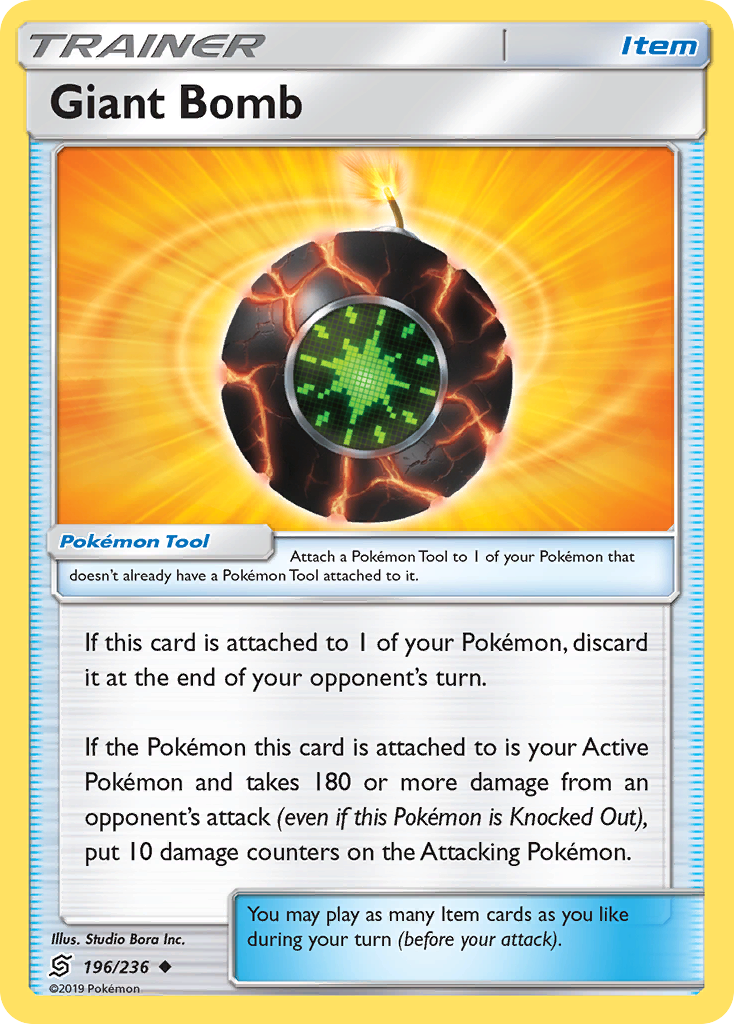 TRAINER Item
Giant Bomb
Pokémon Tool
Attach a Pokémon Tool to 1 of your Pokémon that
doesn't already have a Pokémon Tool attached to it.
If this card is attached to 1 of your Pokémon, discard
it at the end of your opponent's turn.
If the Pokémon this card is attached to is your Active
Pokémon and takes 180 or more damage from an
opponent's attack (even if this Pokémon is Knocked Out),
put 10 damage counters on the Attacking Pokémon.
You may play as many Item cards as you like
during your turn (before your attack).
Illus. Studio Bora Inc.
196/236 ◆
©2019 Pokémon